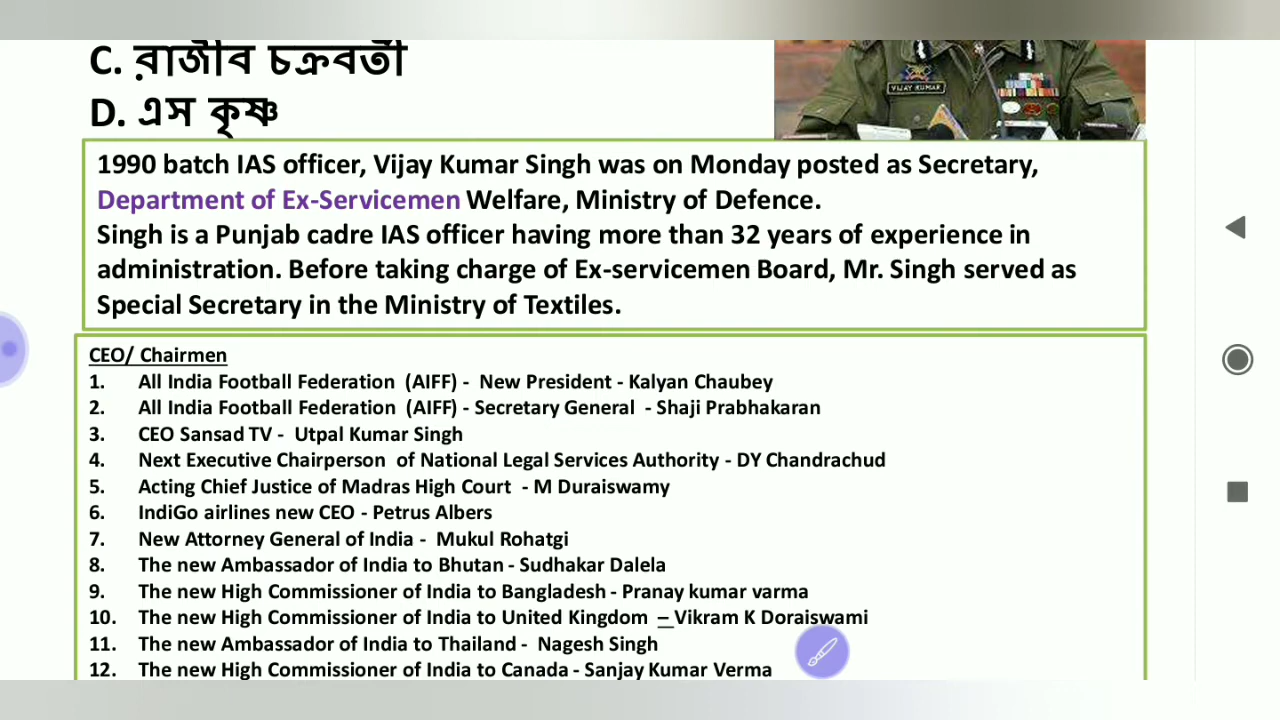 C. রাজীব চক্রবর্তী
D. এস কৃষ্ণ
VIJAY KUMAR
1990 batch IAS officer, Vijay Kumar Singh was on Monday posted as Secretary,
Department of Ex-Servicemen Welfare, Ministry of Defence.
Singh is a Punjab cadre IAS officer having more than 32 years of experience in
administration. Before taking charge of Ex-servicemen Board, Mr. Singh served as
Special Secretary in the Ministry of Textiles.
CEO/ Chairmen
1. All India Football Federation (AIFF) - New President - Kalyan Chaubey
2. All India Football Federation (AIFF) - Secretary General - Shaji Prabhakaran
3. CEO Sansad TV - Utpal Kumar Singh
4. Next Executive Chairperson of National Legal Services Authority - DY Chandrachud
5. Acting Chief Justice of Madras High Court - M Duraiswamy
6. IndiGo airlines new CEO - Petrus Albers
7. New Attorney General of India - Mukul Rohatgi
8. The new Ambassador of India to Bhutan - Sudhakar Dalela
9. The new High Commissioner of India to Bangladesh - Pranay kumar varma
10. The new High Commissioner of India to United Kingdom – Vikram K Doraiswami
11. The new Ambassador of India to Thailand - Nagesh Singh
12. The new High Commissioner of India to Canada - Sanjay Kumar Verma